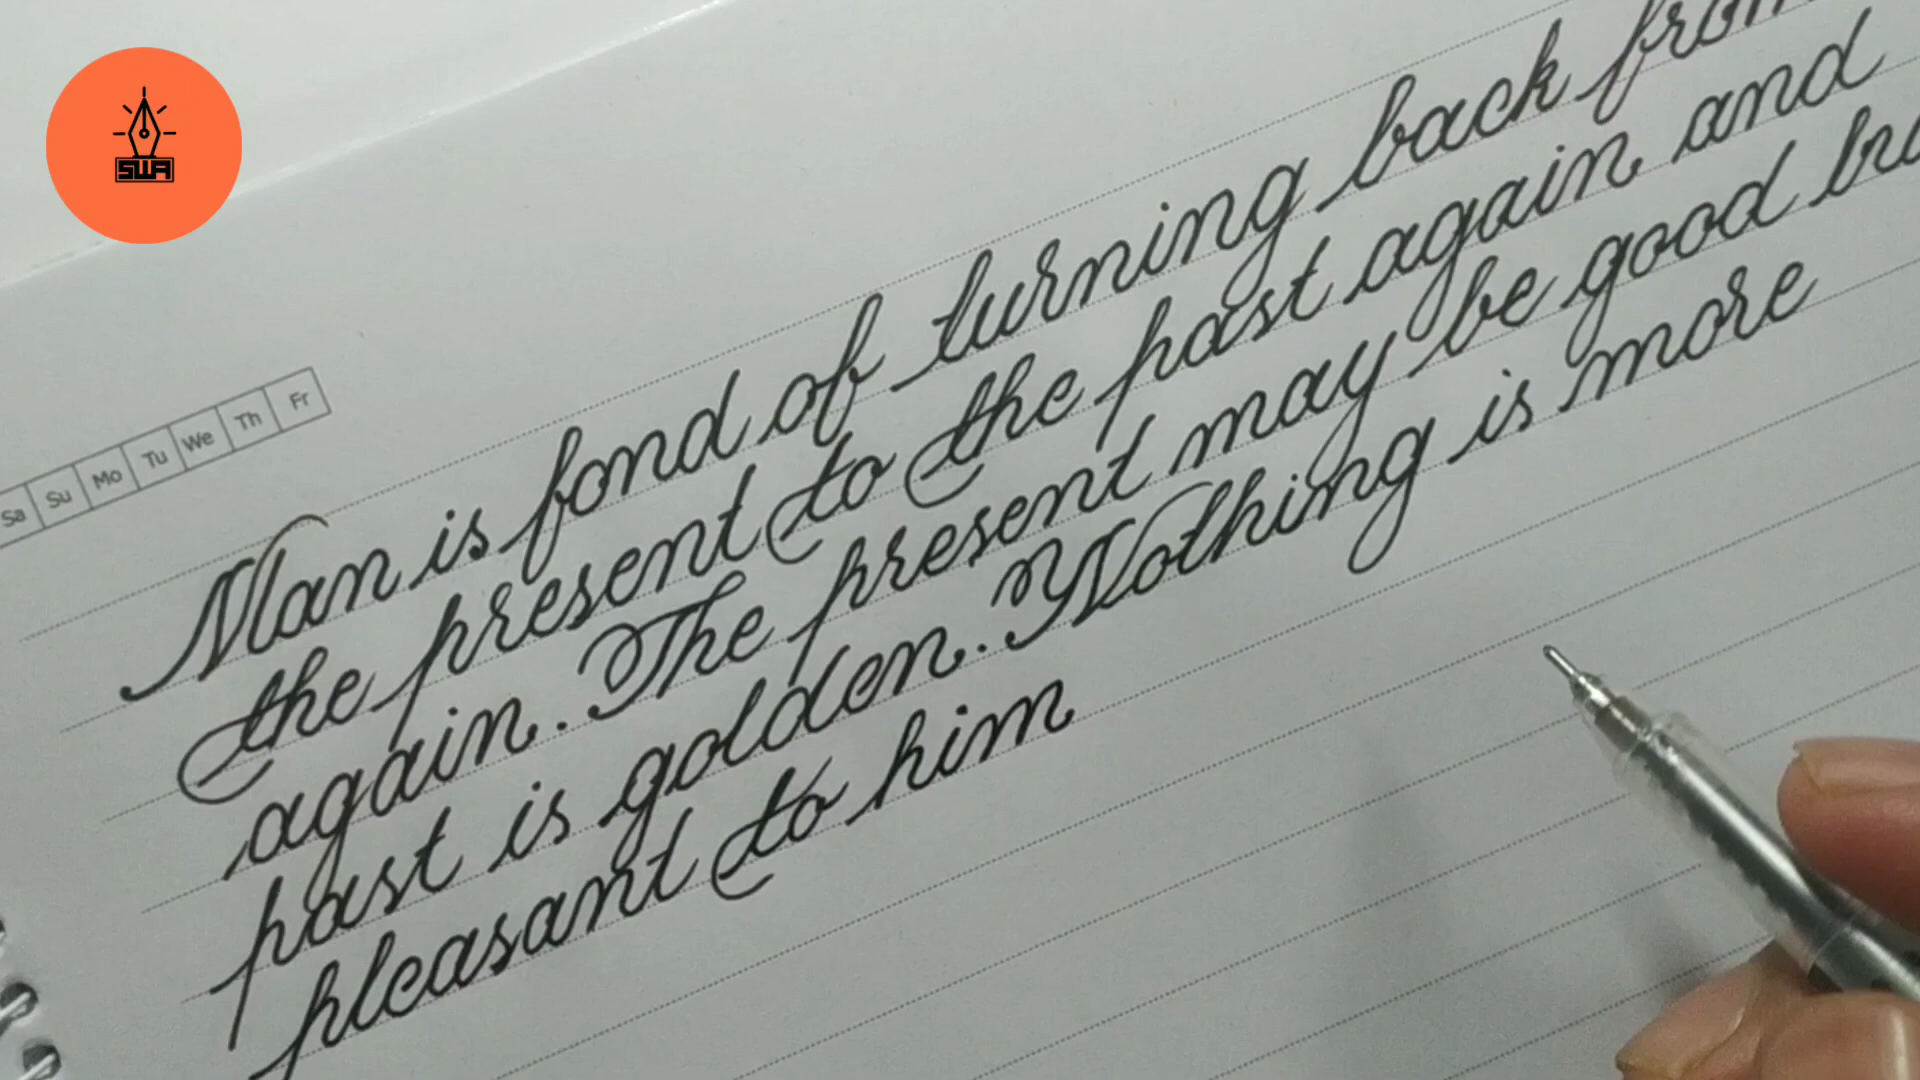 SWA
Sa Su Mo Tu We Th Fr
Man is fond of turning back from
the present to the past again and
again. The present may be good but
past is golden. Nothing is more
pleasant to him